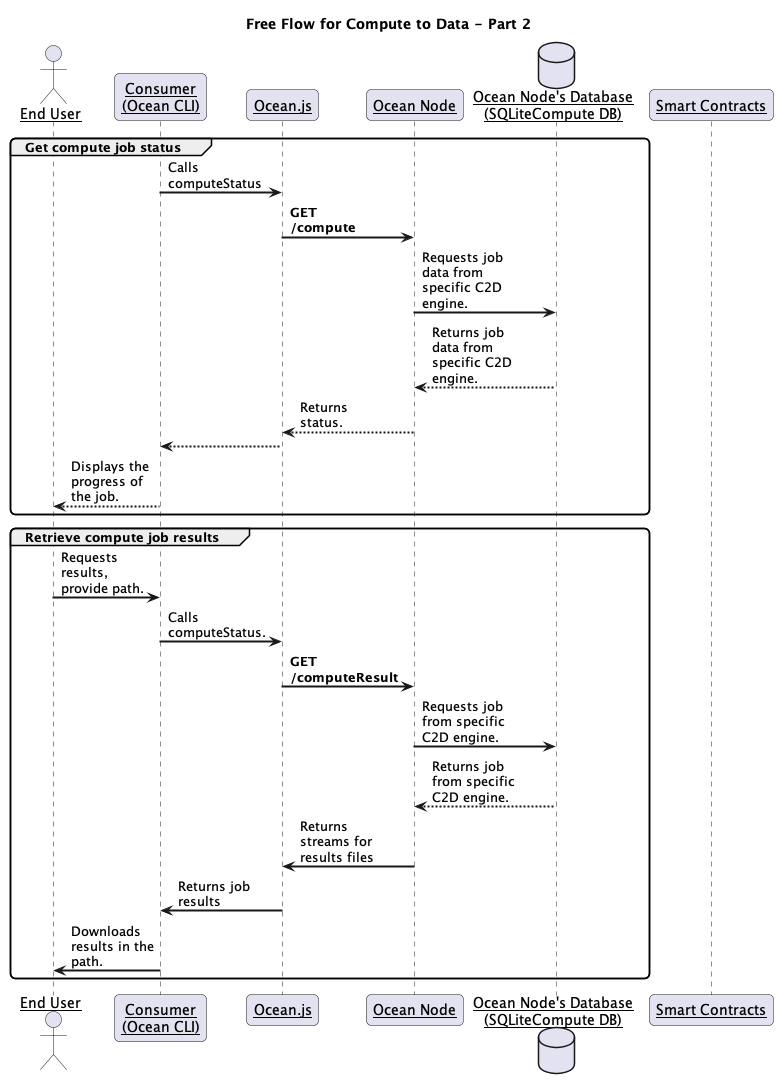 Free Flow for Compute to Data - Part 2
End User
Consumer
(Ocean CLI)
Ocean.js
Ocean Node
Ocean Node's Database
(SQLiteCompute DB)
Smart Contracts
Get compute job status
Calls
computeStatus
GET
/compute
Requests job
data from
specific C2D
engine.
Returns job
data from
specific C2D
engine.
Returns
status.
Displays the
progress of
the job.
Retrieve compute job results
Requests
results,
provide path.
Calls
computeStatus.
GET
/computeResult
Requests job
from specific
C2D engine.
Returns job
from specific
C2D engine.
Returns
streams for
results files
Returns job
results
Downloads
results in the
path.
End User
Consumer
(Ocean CLI)
Ocean.js
Ocean Node
Ocean Node's Database
(SQLiteCompute DB)
Smart Contracts